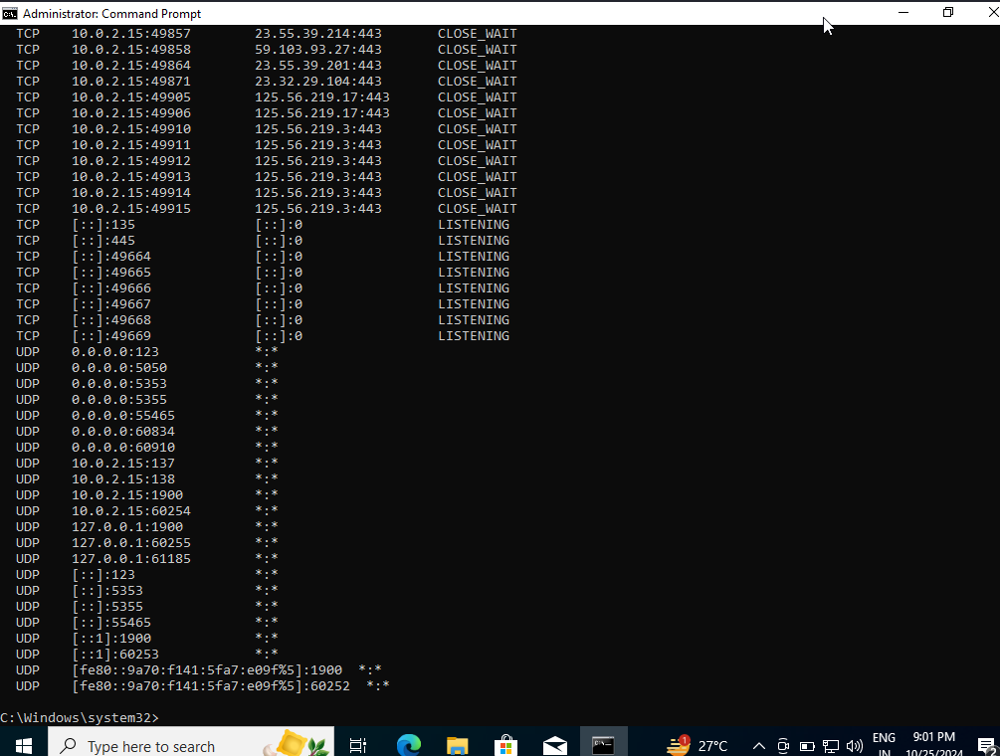 Administrator: Command Prompt
TCP 10.0.2.15:49857 23.55.39.214:443 CLOSE_WAIT
TCP 10.0.2.15:49858 59.103.93.27:443 CLOSE_WAIT
TCP 10.0.2.15:49864 23.55.39.201:443 CLOSE_WAIT
TCP 10.0.2.15:49871 23.32.29.104:443 CLOSE_WAIT
TCP 10.0.2.15:49905 125.56.219.17:443 CLOSE_WAIT
TCP 10.0.2.15:49906 125.56.219.17:443 CLOSE_WAIT
TCP 10.0.2.15:49910 125.56.219.3:443 CLOSE_WAIT
TCP 10.0.2.15:49911 125.56.219.3:443 CLOSE_WAIT
TCP 10.0.2.15:49912 125.56.219.3:443 CLOSE_WAIT
TCP 10.0.2.15:49913 125.56.219.3:443 CLOSE_WAIT
TCP 10.0.2.15:49914 125.56.219.3:443 CLOSE_WAIT
TCP 10.0.2.15:49915 125.56.219.3:443 CLOSE_WAIT
TCP [::]:135 [::]:0 LISTENING
TCP [::]:445 [::]:0 LISTENING
TCP [::]:49664 [::]:0 LISTENING
TCP [::]:49665 [::]:0 LISTENING
TCP [::]:49666 [::]:0 LISTENING
TCP [::]:49667 [::]:0 LISTENING
TCP [::]:49668 [::]:0 LISTENING
TCP [::]:49669 [::]:0 LISTENING
UDP 0.0.0.0:123 *:*
UDP 0.0.0.0:5050 *:*
UDP 0.0.0.0:5353 *:*
UDP 0.0.0.0:5355 *:*
UDP 0.0.0.0:55465 *:*
UDP 0.0.0.0:60834 *:*
UDP 0.0.0.0:60910 *:*
UDP 10.0.2.15:137 *:*
UDP 10.0.2.15:138 *:*
UDP 10.0.2.15:1900 *:*
UDP 10.0.2.15:60254 *:*
UDP 127.0.0.1:1900 *:*
UDP 127.0.0.1:60255 *:*
UDP 127.0.0.1:61185 *:*
UDP [::]:123 *:*
UDP [::]:5353 *:*
UDP [::]:5355 *:*
UDP [::]:55465 *:*
UDP [::1]:1900 *:*
UDP [::1]:60253 *:*
UDP [fe80::9a70:f141:5fa7:e09f%5]:1900 *:*
UDP [fe80::9a70:f141:5fa7:e09f%5]:60252 *:*
C:\Windows\system32>
Type here to search
1
27°C
ENG
IN
9:01 PM
10/25/2024
2